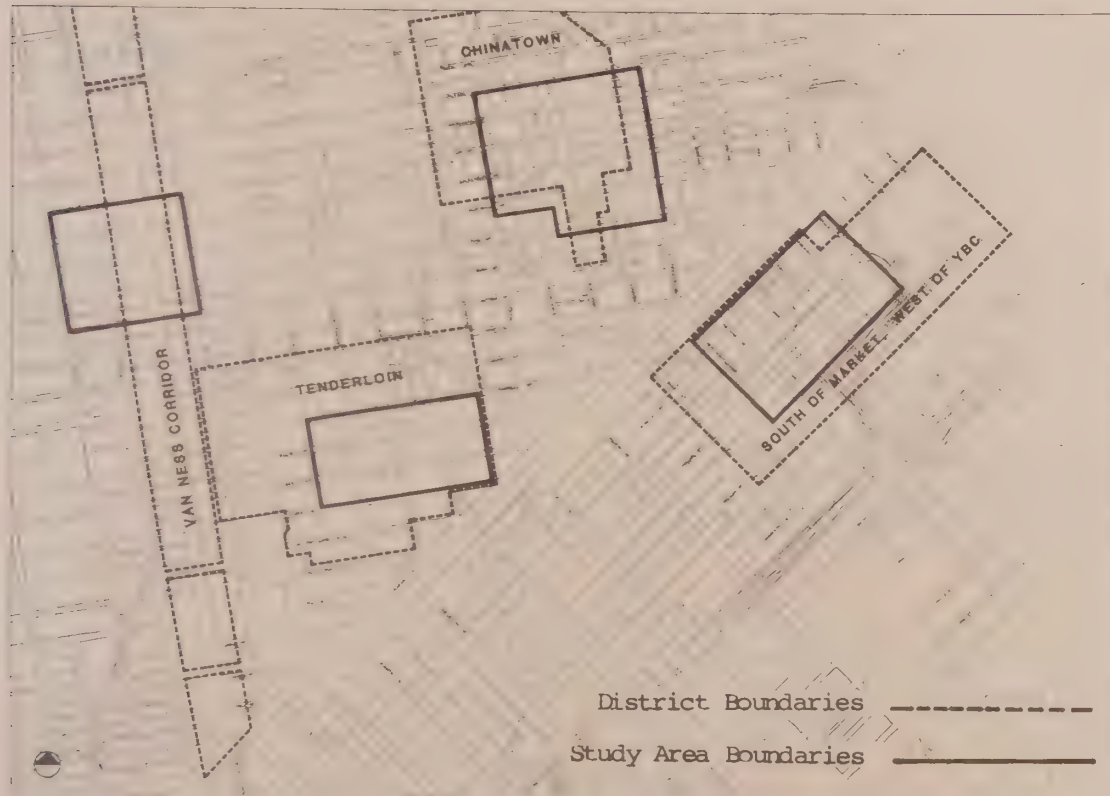 CHINATOWN
VAN NESS CORRIDOR
TENDERLOIN
SOUTH OF MARKET, WEST OF YBC
District Boundaries
Study Area Boundaries